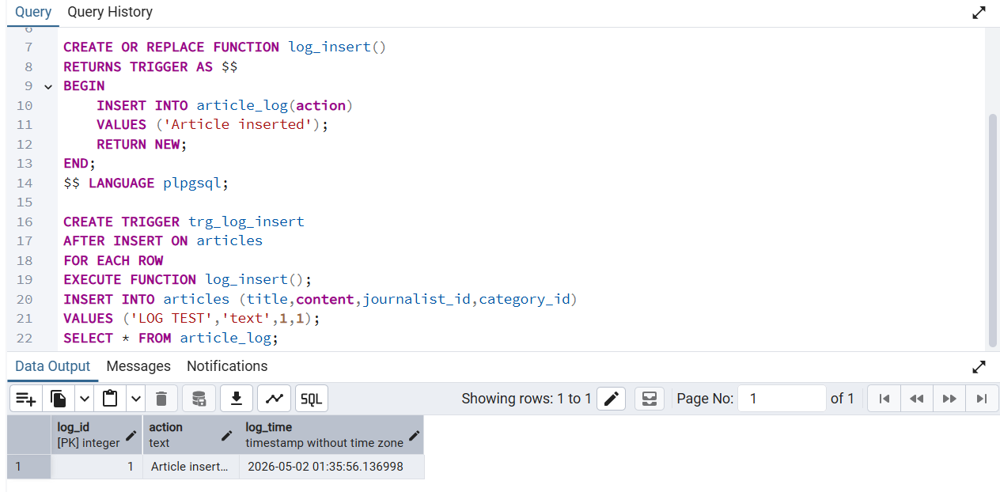 Query Query History
6
7 CREATE OR REPLACE FUNCTION log_insert()
8 RETURNS TRIGGER AS $$
9 BEGIN
10 INSERT INTO article_log(action)
11 VALUES ('Article inserted');
12 RETURN NEW;
13 END;
14 $$ LANGUAGE plpgsql;
15
16 CREATE TRIGGER trg_log_insert
17 AFTER INSERT ON articles
18 FOR EACH ROW
19 EXECUTE FUNCTION log_insert();
20 INSERT INTO articles (title,content,journalist_id,category_id)
21 VALUES ('LOG TEST','text',1,1);
22 SELECT * FROM article_log;
Data Output Messages Notifications
SQL Showing rows: 1 to 1 Page No: 1 of 1
log_id action log_time
[PK] integer text timestamp without time zone
1 1 Article insert... 2026-05-02 01:35:56.136998